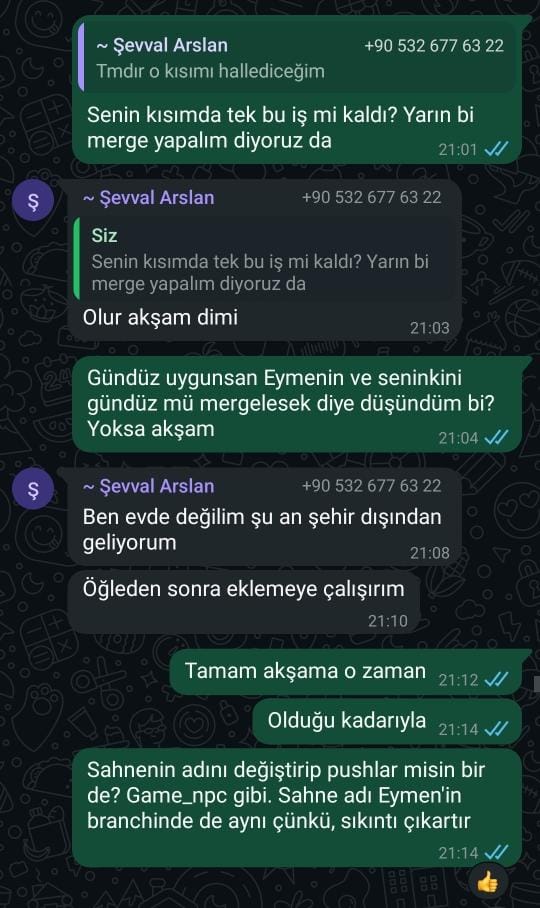 ~ Şevval Arslan +90 532 677 63 22
Tmdır o kısımı hallediceğim
Senin kısımda tek bu iş mi kaldı? Yarın bi
merge yapalım diyoruz da
21:01
Ş
~ Şevval Arslan +90 532 677 63 22
Siz
Senin kısımda tek bu iş mi kaldı? Yarın bi
merge yapalım diyoruz da
Olur akşam dimi
21:03
Gündüz uygunsan Eymenin ve seninkini
gündüz mü mergelesek diye düşündüm bi?
Yoksa akşam
21:04
Ş
~ Şevval Arslan +90 532 677 63 22
Ben evde değilim şu an şehir dışından
geliyorum
21:08
Öğleden sonra eklemeye çalışırım
21:10
Tamam akşama o zaman 21:12
Olduğu kadarıyla 21:14
Sahnenin adını değiştirip pushlar misin bir
de? Game_npc gibi. Sahne adı Eymen'in
branchinde de aynı çünkü, sıkıntı çıkartır
21:14